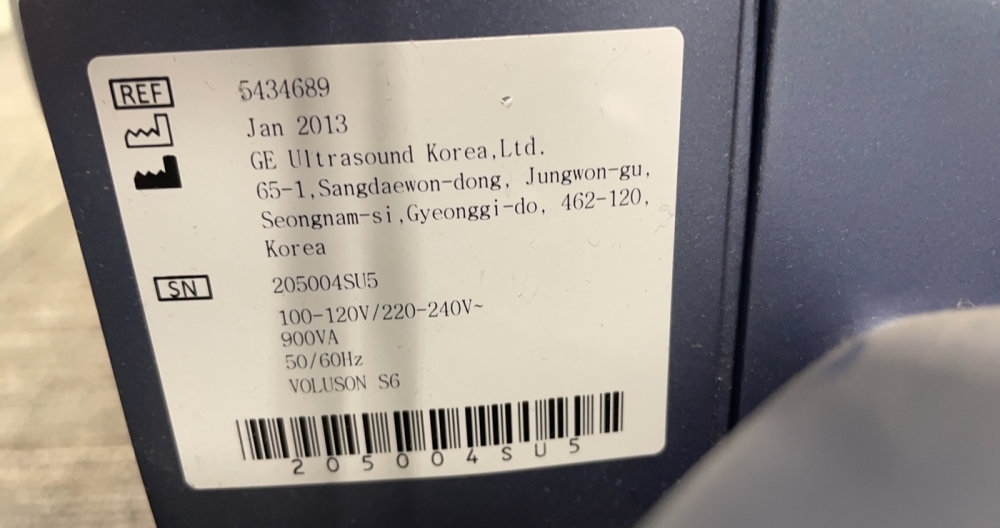 REF 5434689
Jan 2013
GE Ultrasound Korea,Ltd.
65-1,Sangdaewon-dong, Jungwon-gu,
Seongnam-si,Gyeonggi-do, 462-120,
Korea
SN 205004SU5
100-120V/220-240V~
900VA
50/60Hz
VOLUSON S6
205004SU5